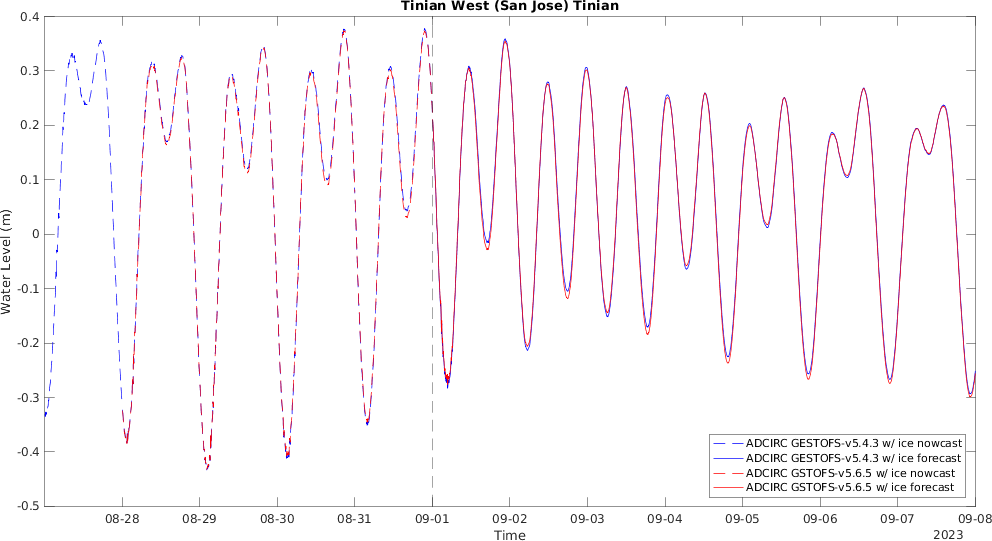 Tinian West (San Jose) Tinian
0.4
0.3
0.2
0.1
0
-0.1
-0.2
-0.3
-0.4
-0.5
Water Level (m)
ADCIRC GESTOFS-v5.4.3 w/ ice nowcast
ADCIRC GESTOFS-v5.4.3 w/ ice forecast
ADCIRC GSTOFS-v5.6.5 w/ ice nowcast
ADCIRC GSTOFS-v5.6.5 w/ ice forecast
08-28 08-29 08-30 08-31 09-01 09-02 09-03 09-04 09-05 09-06 09-07 09-08
Time
2023